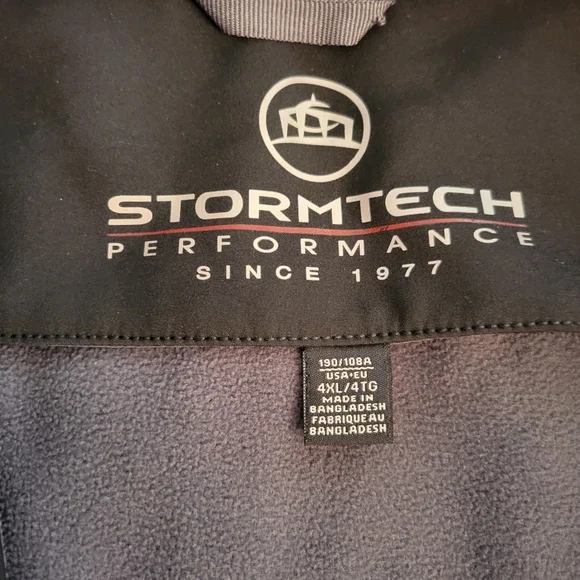 STORMTECH
PERFORMANCE
SINCE 1977
190/108A
USA+EU
4XL/4TG
MADE IN
BANGLADESH
FABRIQUE AU
BANGLADESH